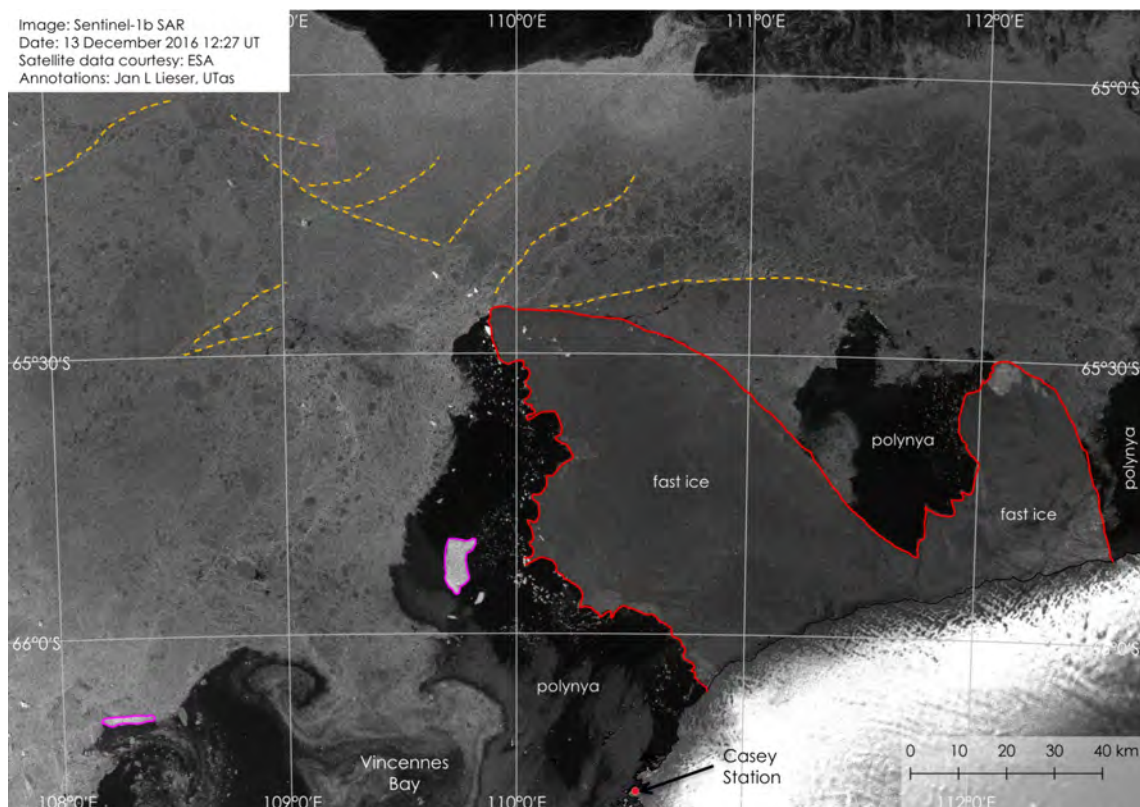 Image: Sentinel-1b SAR
Date: 13 December 2016 12:27 UT
Satellite data courtesy: ESA
Annotations: Jan L Lieser, UTas
110°0'E
111°0'E
112°0'E
65°0'S
65°0'S
65°30'S
65°30'S
polynya
polynya
fast ice
fast ice
66°0'S
polynya
Casey
Station
Vincennes
Bay
0 10 20 30 40 km
108°0'E
109°0'E
110°0'E
112°0'E